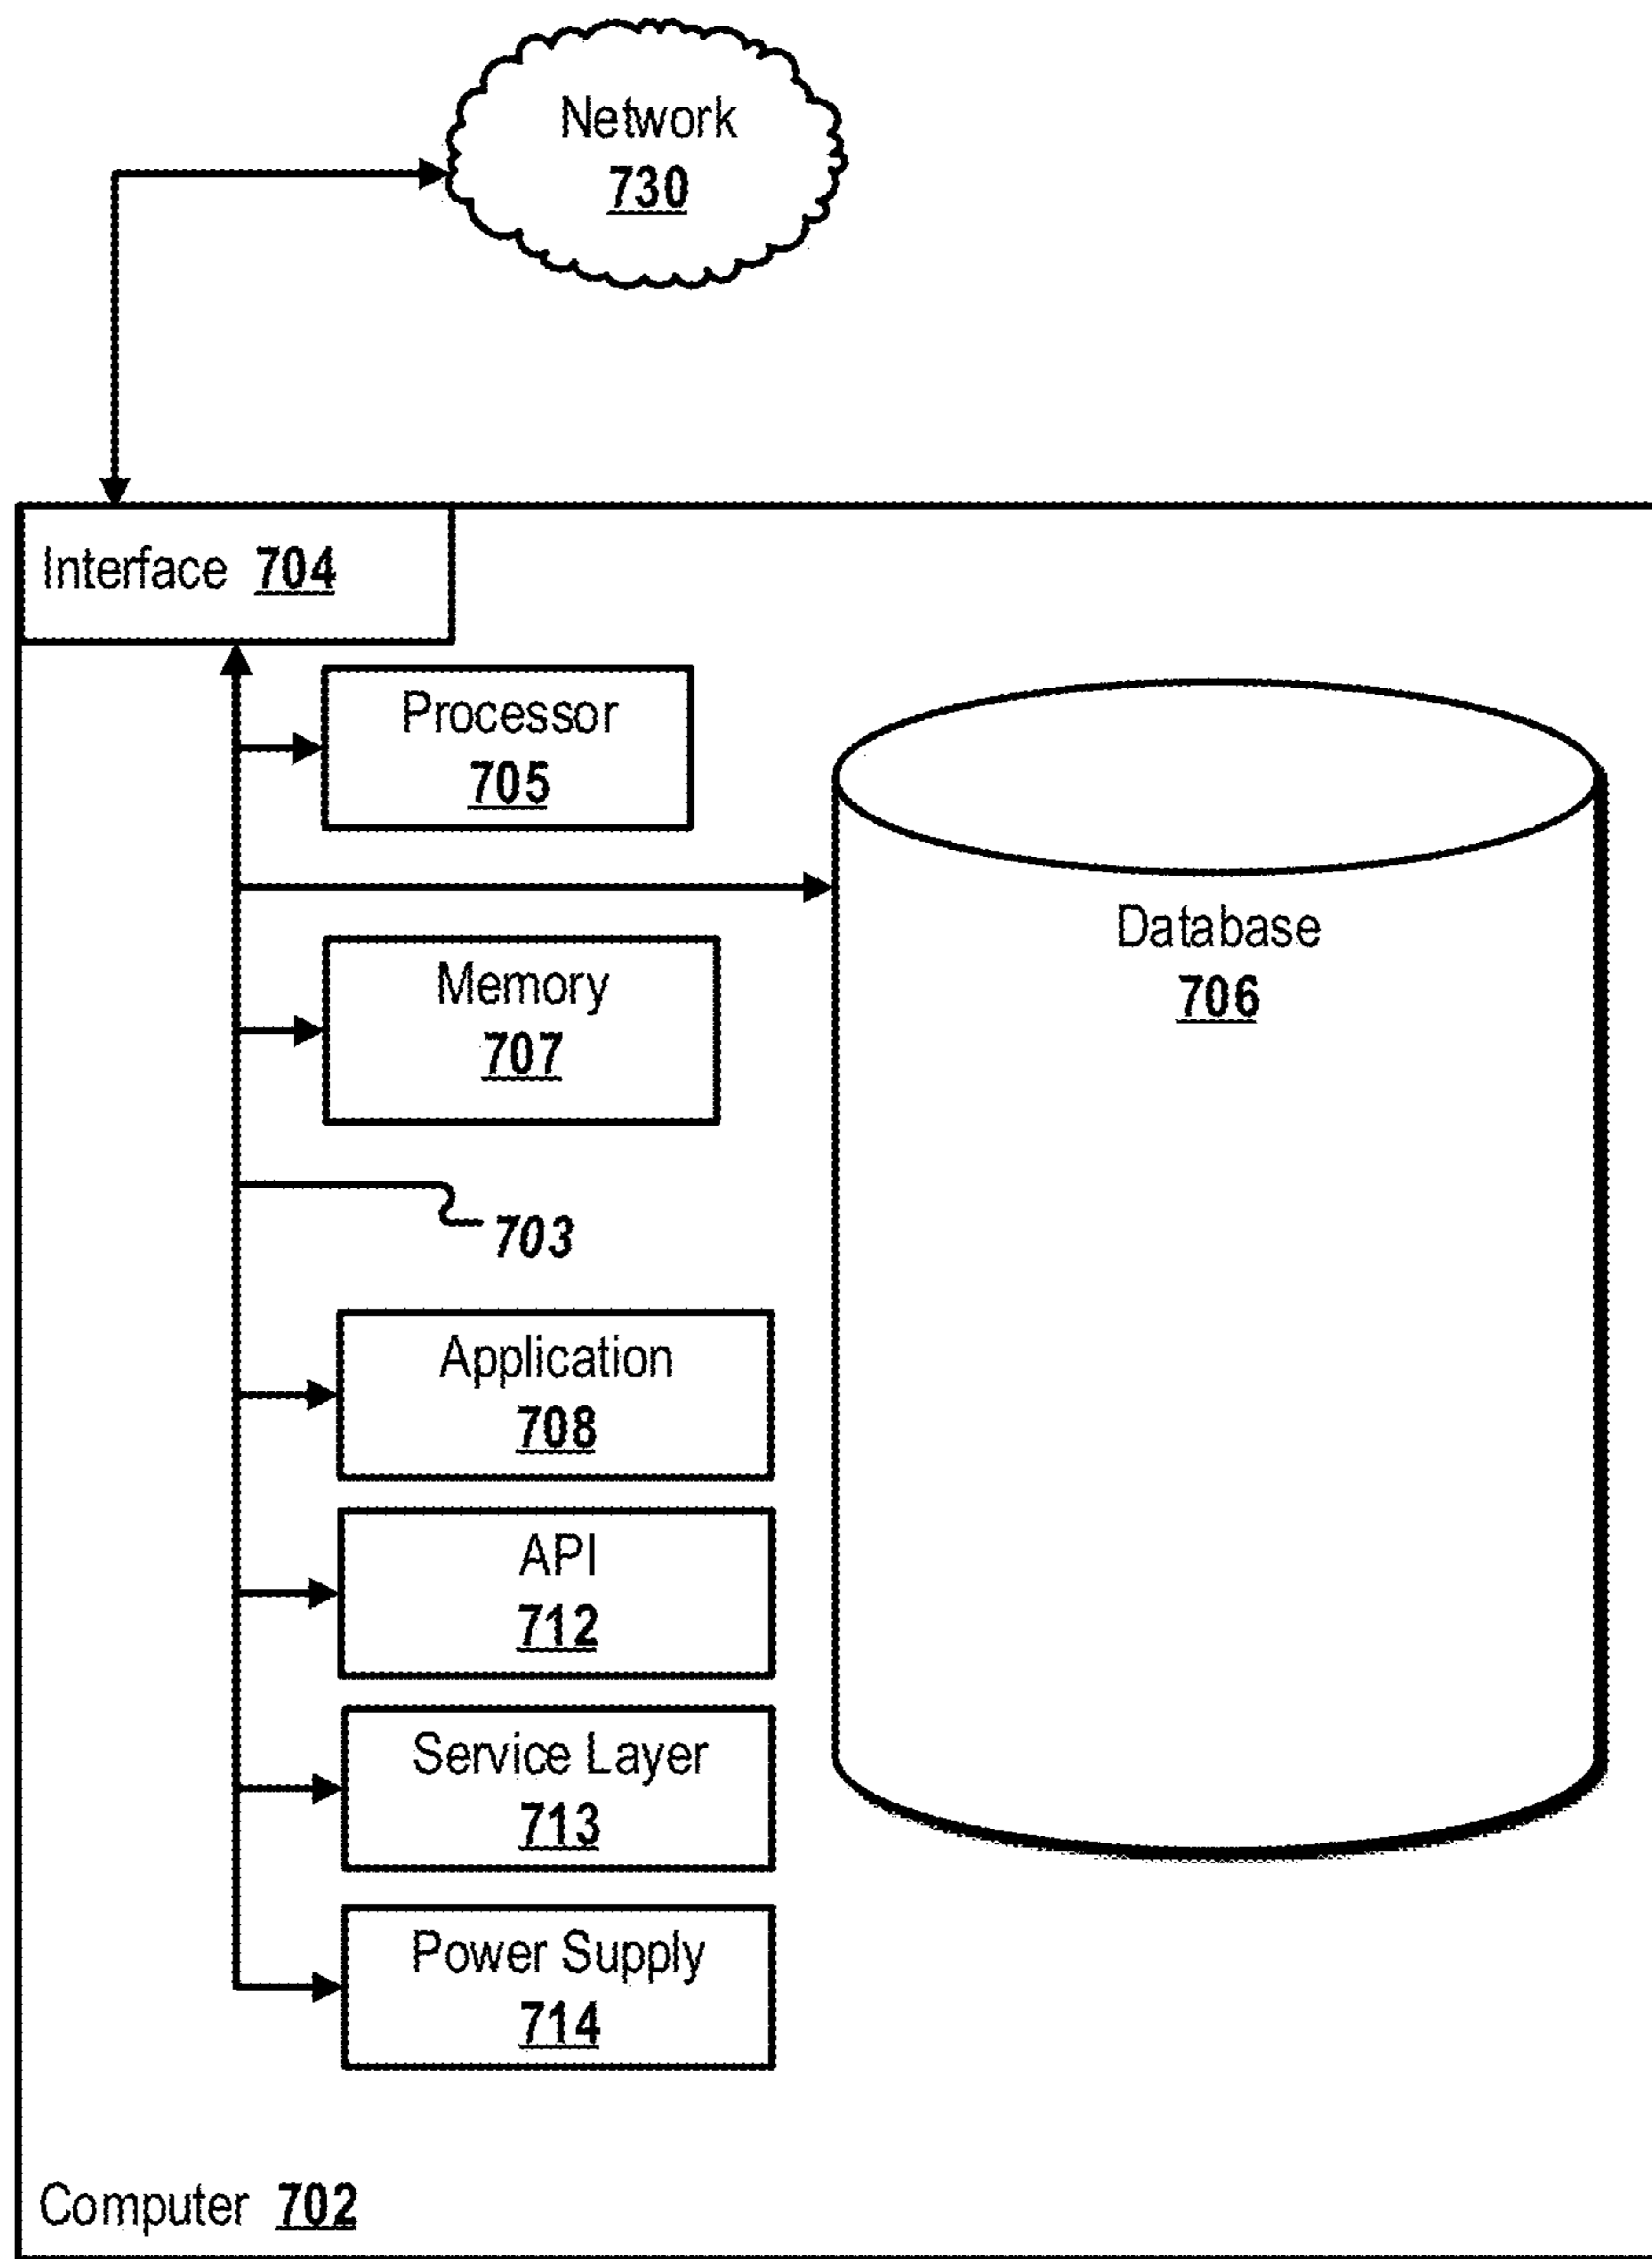 Network
730
Interface 704
Processor
705
Database
706
Memory
707
703
Application
708
API
712
Service Layer
713
Power Supply
714
Computer 702